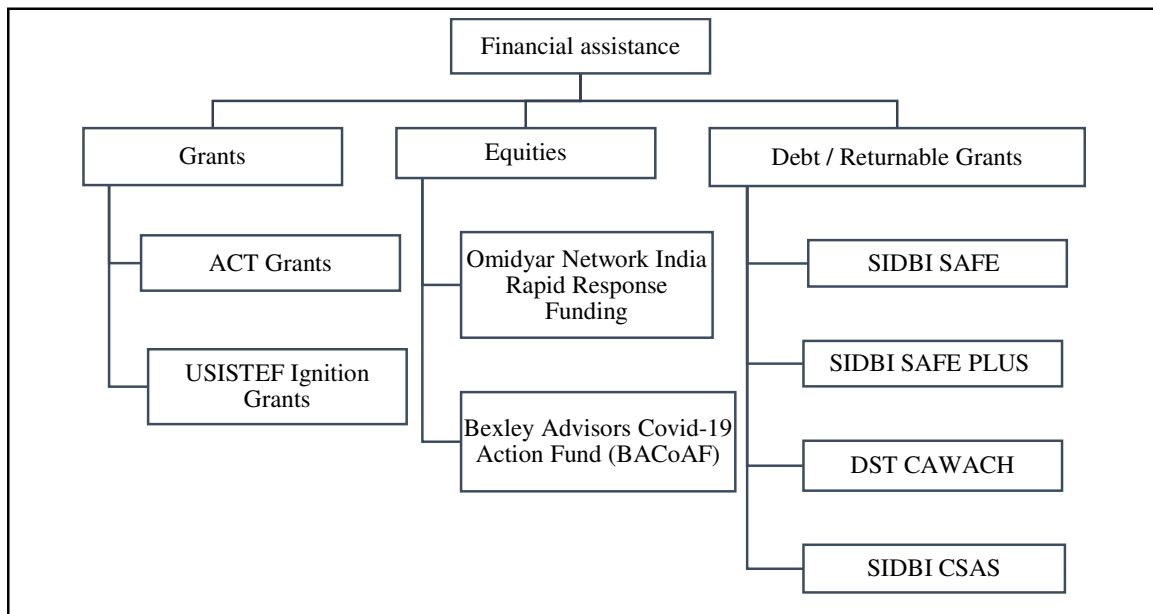 Financial assistance
Grants
Equities
Debt / Returnable Grants
ACT Grants
USISTEF Ignition
Grants
Omidyar Network India
Rapid Response
Funding
Bexley Advisors Covid-19
Action Fund (BACoAF)
SIDBI SAFE
SIDBI SAFE PLUS
DST CAWACH
SIDBI CSAS